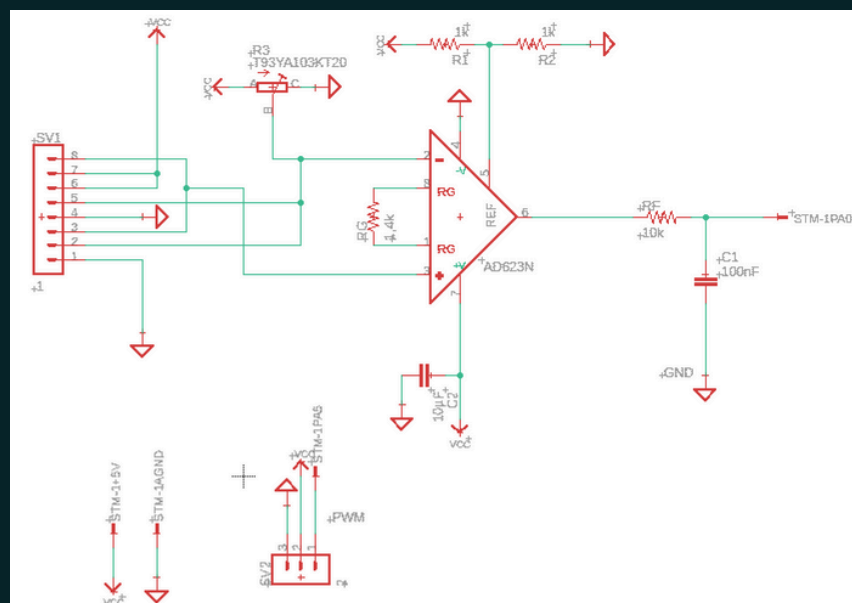 +VCC
R3
T93YA103KT20
VCC
A
C
B
VCC
1k
R1
1k
R2
SV1
8
7
6
5
4
3
2
1
+1
2
-
8
RG
RG
1,4k
1
RG
3
+
4
-V
5
REF
6
+V
7
AD623N
RF
10k
STM-1PA0
C1
100nF
GND
10µF
C2
VCC
STM-1+5V
VCC
STM-1AGND
VCC
STM-1PA5
PWM
3
2
1
SV2